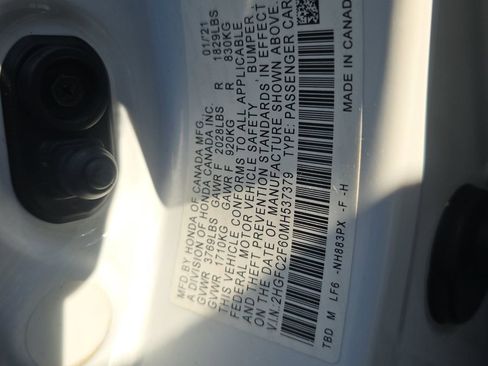 MFD. BY HONDA OF CANADA MFG.,
A DIVISION OF HONDA CANADA INC. 01/'21
GVWR 3769LBS GAWR F 2028LBS R 1829LBS
GVWR 1710KG GAWR F 920KG R 830KG
THIS VEHICLE CONFORMS TO ALL APPLICABLE
FEDERAL MOTOR VEHICLE SAFETY, BUMPER
AND THEFT PREVENTION STANDARDS IN EFFECT
ON THE DATE OF MANUFACTURE SHOWN ABOVE.
V.I.N.:2HGFC2F60MH537379 TYPE: PASSENGER CAR
TBD M LF6 -NH883PX -F -H MADE IN CANADA